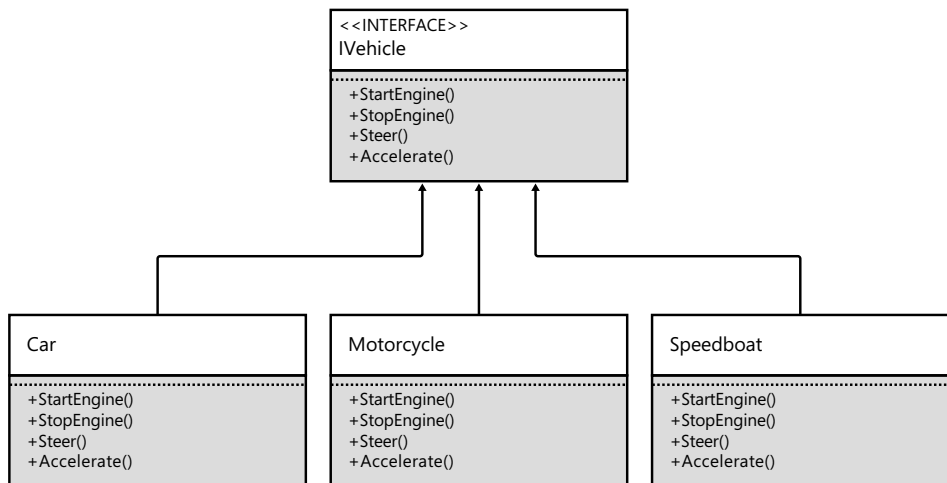 <<INTERFACE>>
IVehicle
+StartEngine()
+StopEngine()
+Steer()
+Accelerate()
Car
+StartEngine()
+StopEngine()
+Steer()
+Accelerate()
Motorcycle
+StartEngine()
+StopEngine()
+Steer()
+Accelerate()
Speedboat
+StartEngine()
+StopEngine()
+Steer()
+Accelerate()